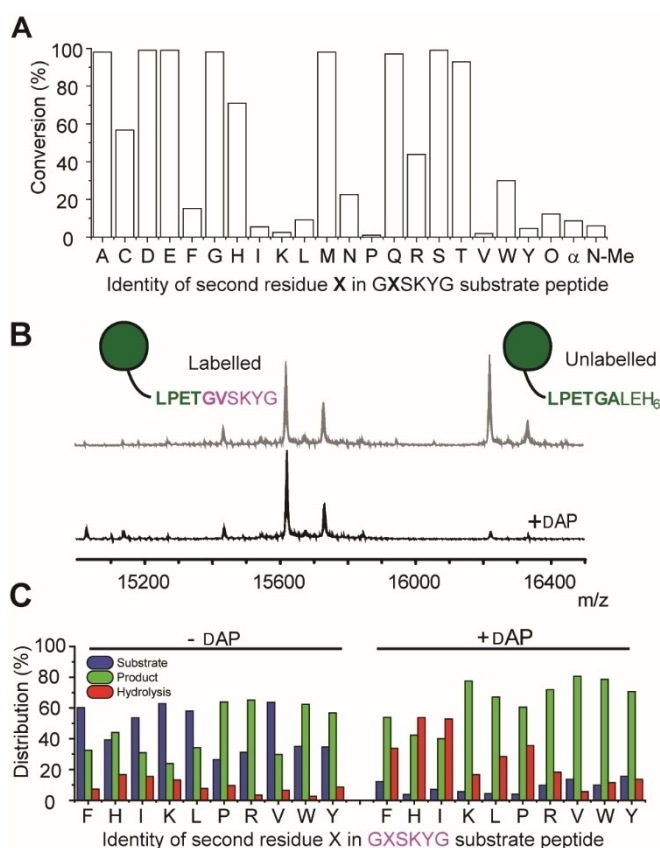 A
Conversion (%)
100
80
60
40
20
0
A C D E F G H I K L M N P Q R S T V W Y O α N-Me
Identity of second residue X in GXSKYG substrate peptide
B
Labelled
Unlabelled
LPETGVSKYG
LPETGALEH6
+DAP
15200 15600 16000 16400
m/z
C
Distribution (%)
- DAP
+DAP
100
80
60
40
20
0
Substrate
Product
Hydrolysis
F H I K L P R V W Y F H I K L P R V W Y
Identity of second residue X in GXSKYG substrate peptide